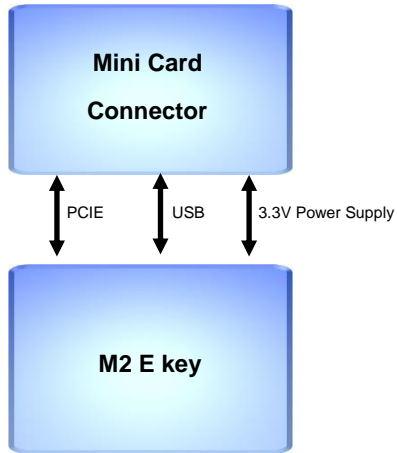 Mini Card
Connector
PCIE
USB
3.3V Power Supply
M2 E key